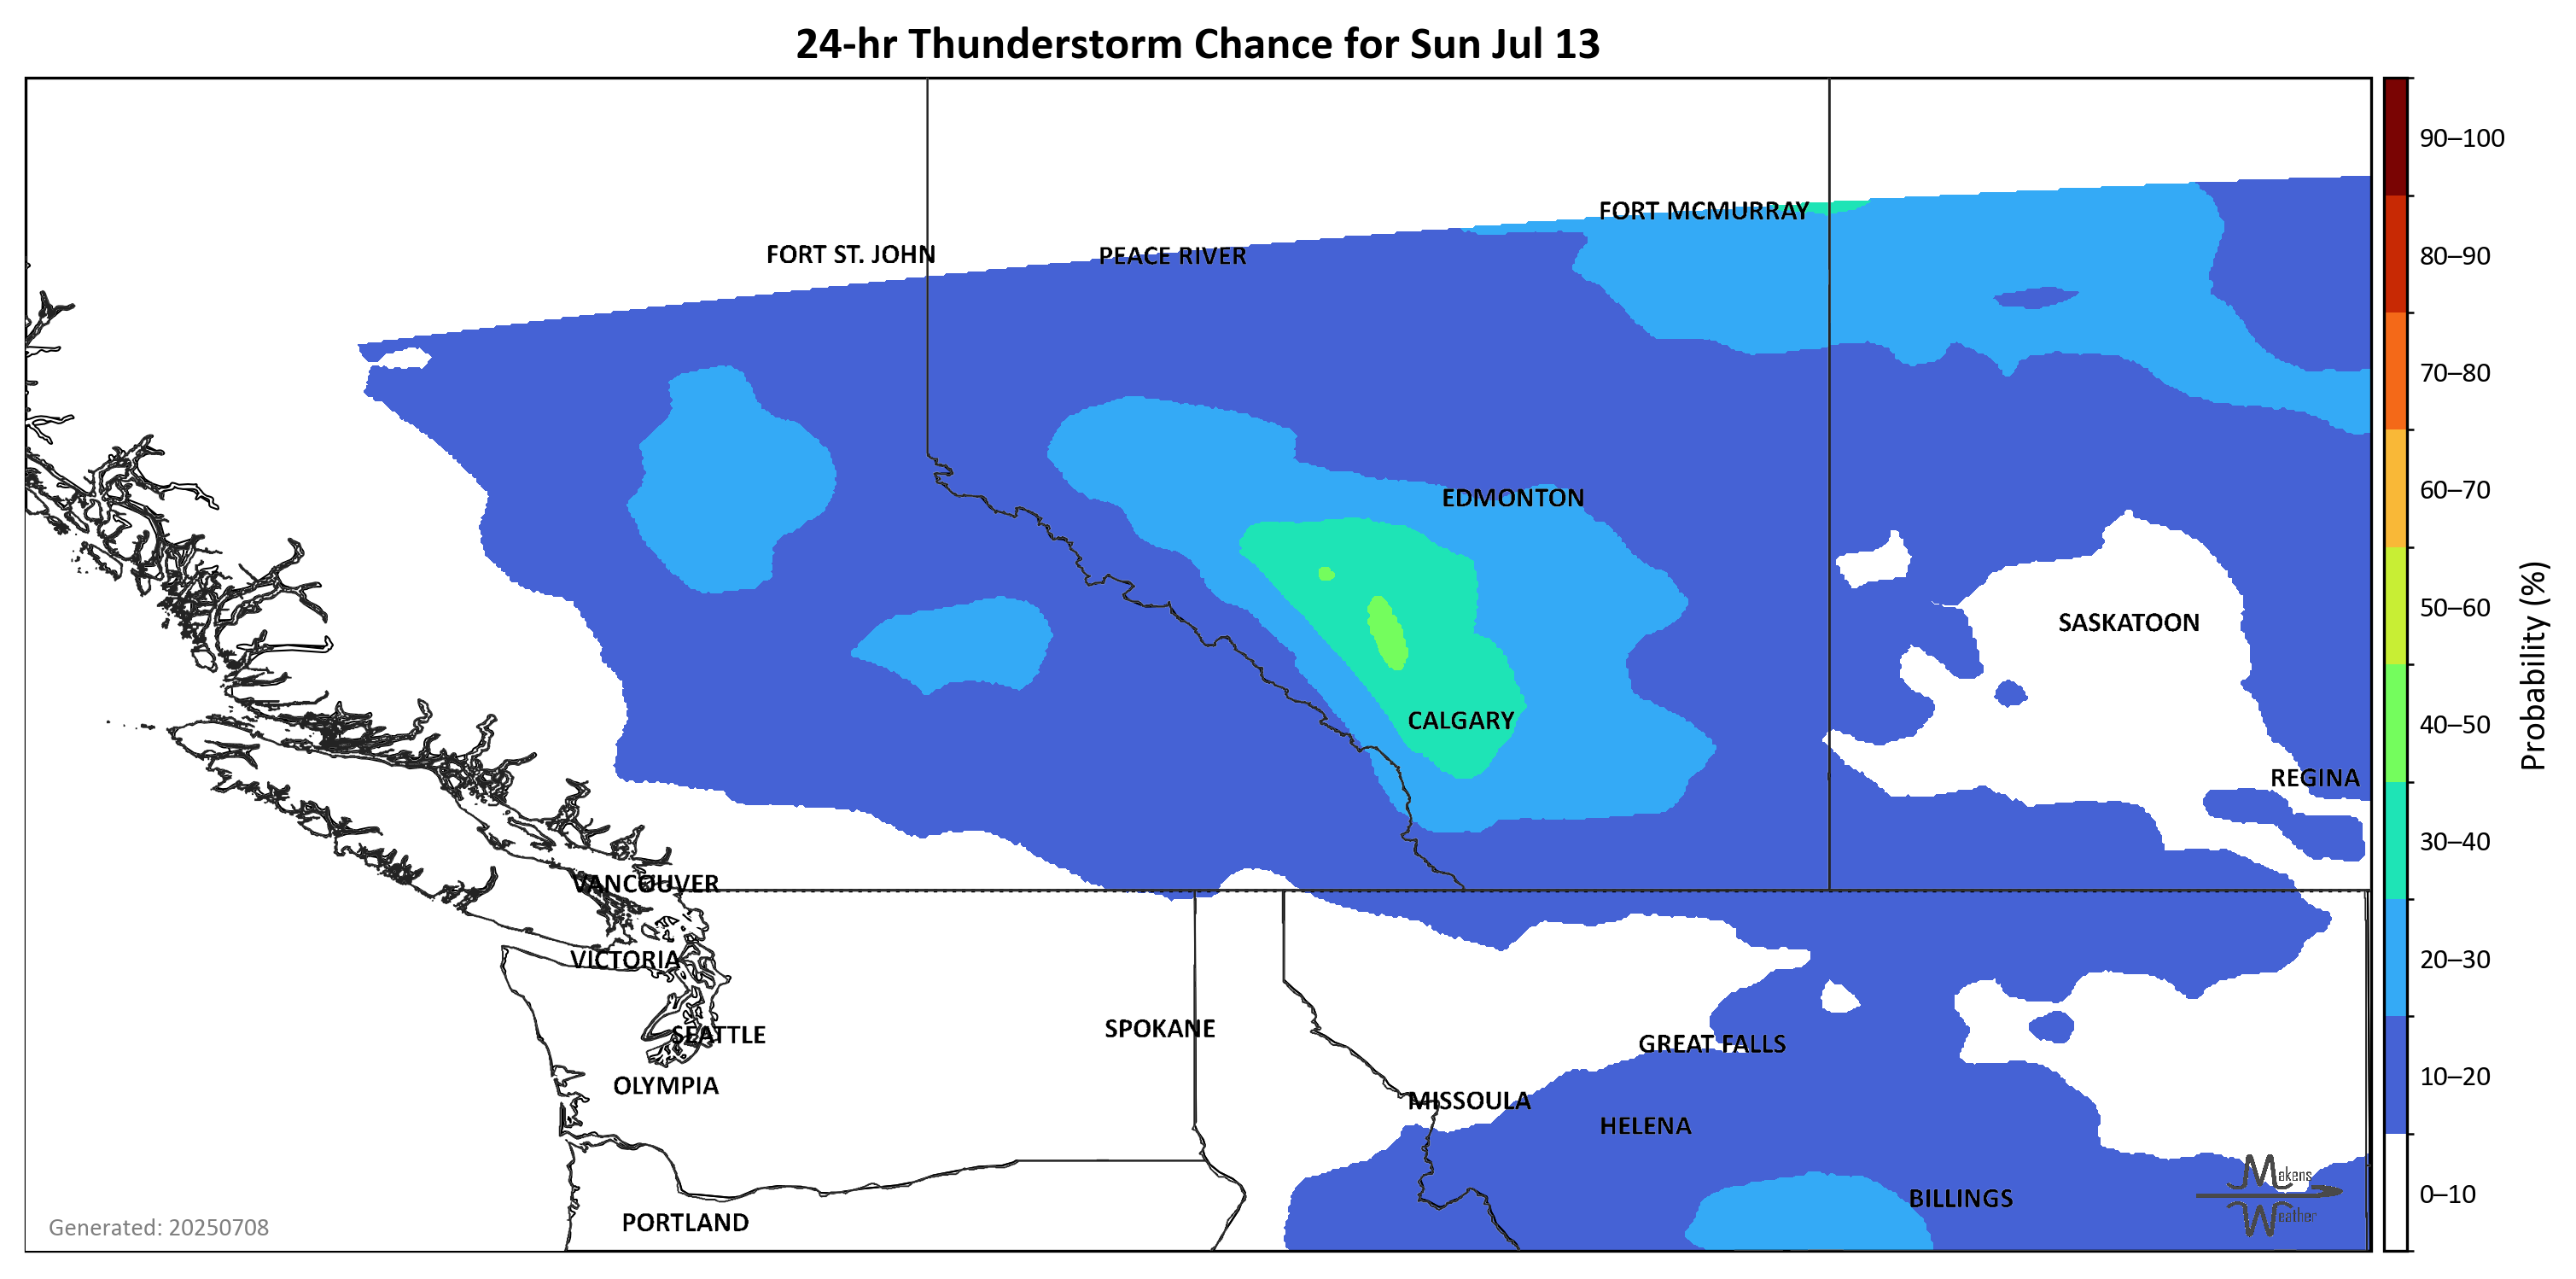 24-hr Thunderstorm Chance for Sun Jul 13
90–100
80–90
70–80
60–70
50–60
40–50
30–40
20–30
10–20
0–10
Probability (%)
FORT MCMURRAY
FORT ST. JOHN
PEACE RIVER
EDMONTON
SASKATOON
CALGARY
REGINA
VANCOUVER
VICTORIA
SEATTLE
SPOKANE
GREAT FALLS
OLYMPIA
MISSOULA
HELENA
BILLINGS
PORTLAND
Makens
Weather
Generated: 20250708